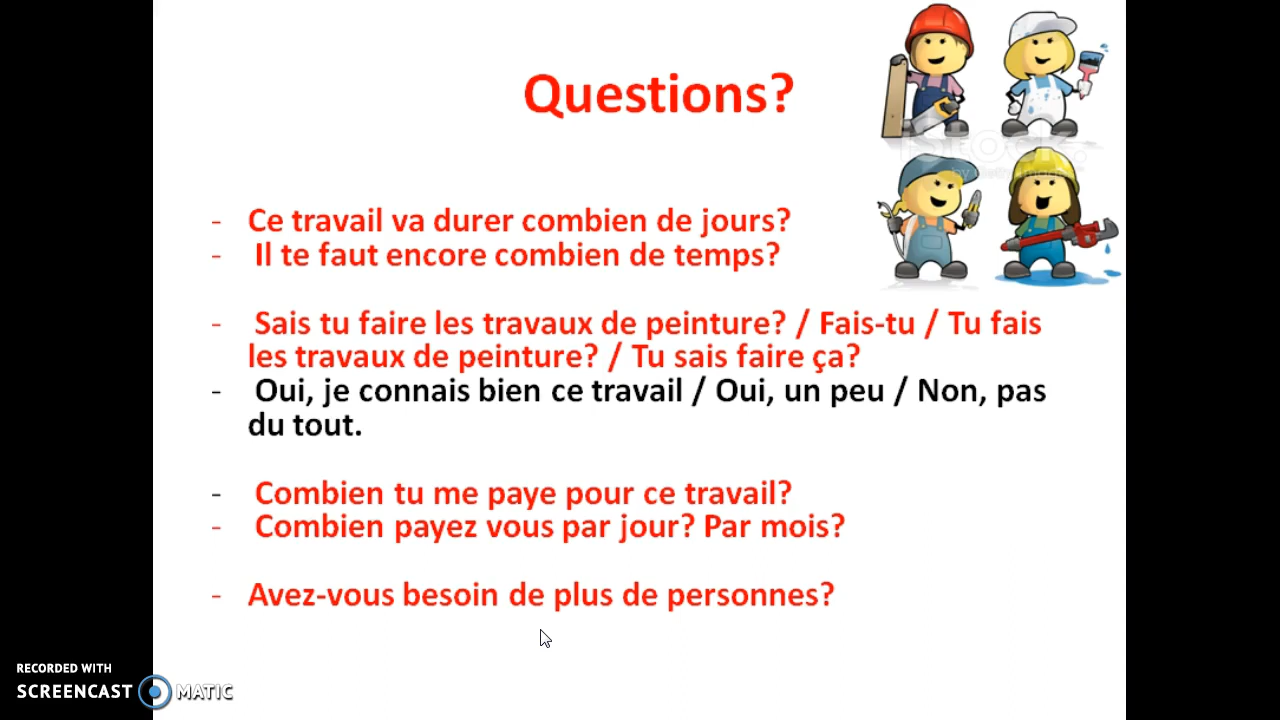 Questions?
- Ce travail va durer combien de jours?
- Il te faut encore combien de temps?
- Sais tu faire les travaux de peinture? / Fais-tu / Tu fais
les travaux de peinture? / Tu sais faire ça?
- Oui, je connais bien ce travail / Oui, un peu / Non, pas
du tout.
- Combien tu me paye pour ce travail?
- Combien payez vous par jour? Par mois?
- Avez-vous besoin de plus de personnes?
RECORDED WITH
SCREENCAST MATIC